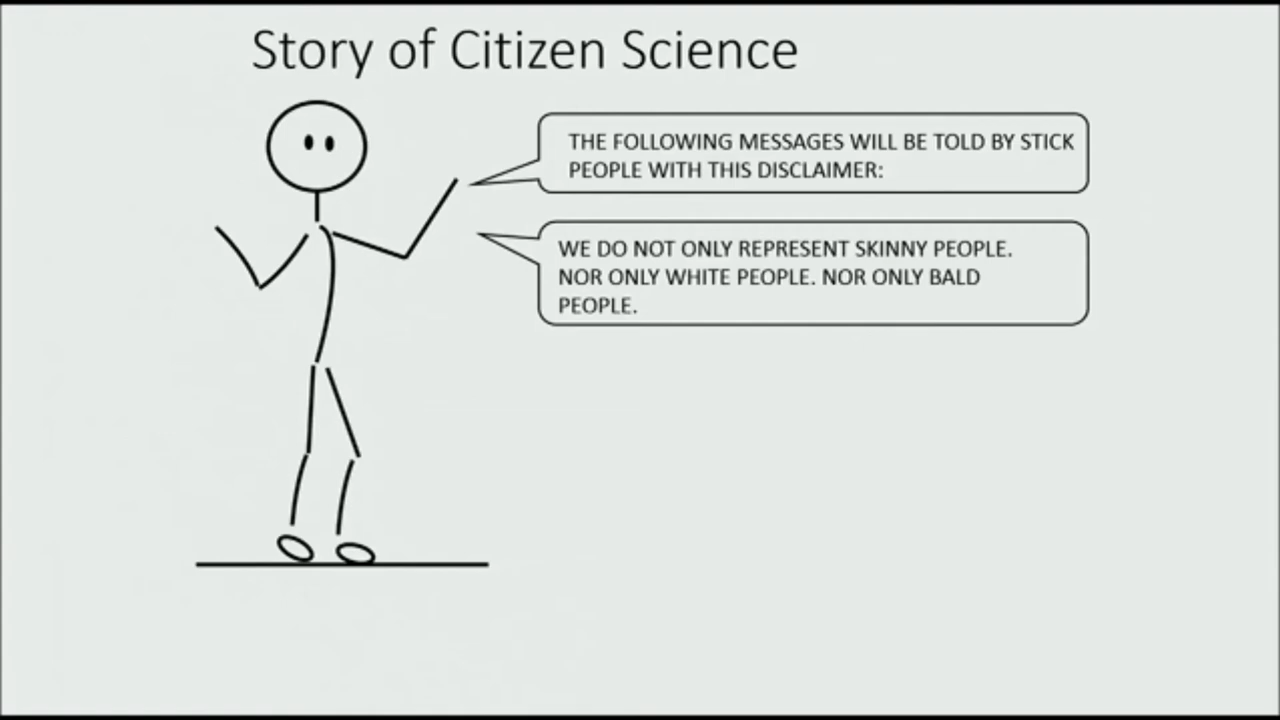 Story of Citizen Science
THE FOLLOWING MESSAGES WILL BE TOLD BY STICK
PEOPLE WITH THIS DISCLAIMER:
WE DO NOT ONLY REPRESENT SKINNY PEOPLE.
NOR ONLY WHITE PEOPLE. NOR ONLY BALD
PEOPLE.